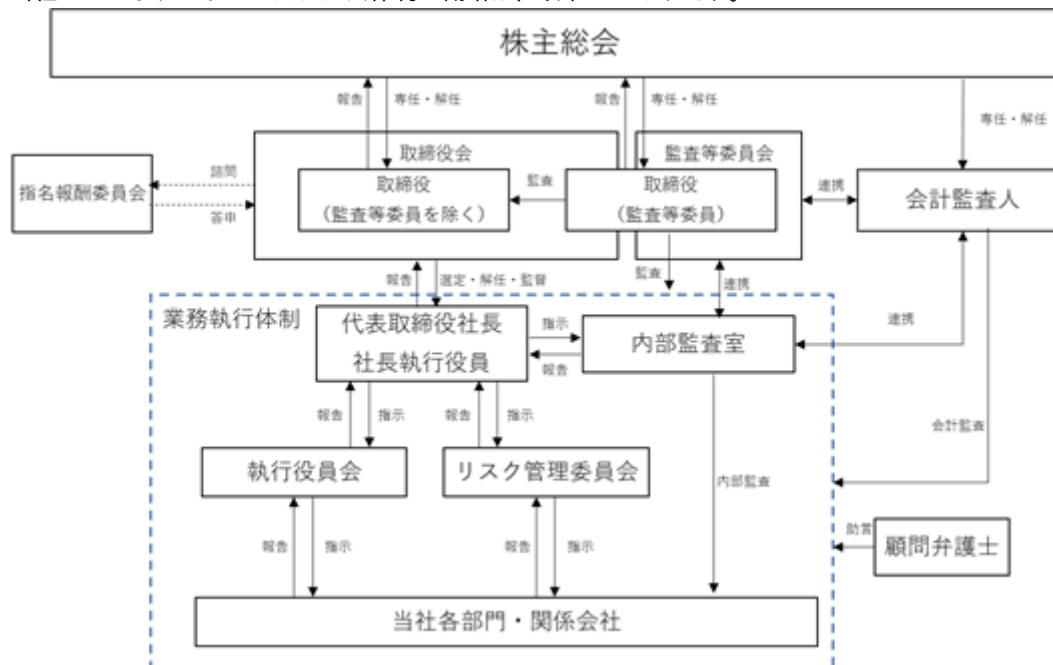 株主総会
報告
専任・解任
報告
専任・解任
専任・解任
取締役会
監査等委員会
指名報酬委員会
諮問
答申
取締役
（監査等委員を除く）
監査
取締役
（監査等委員）
連携
会計監査人
報告
選定・解任・監督
監査
連携
業務執行体制
代表取締役社長
社長執行役員
指示
報告
内部監査室
連携
報告
指示
報告
指示
会計監査
執行役員会
リスク管理委員会
内部監査
助言
顧問弁護士
報告
指示
報告
指示
当社各部門・関係会社